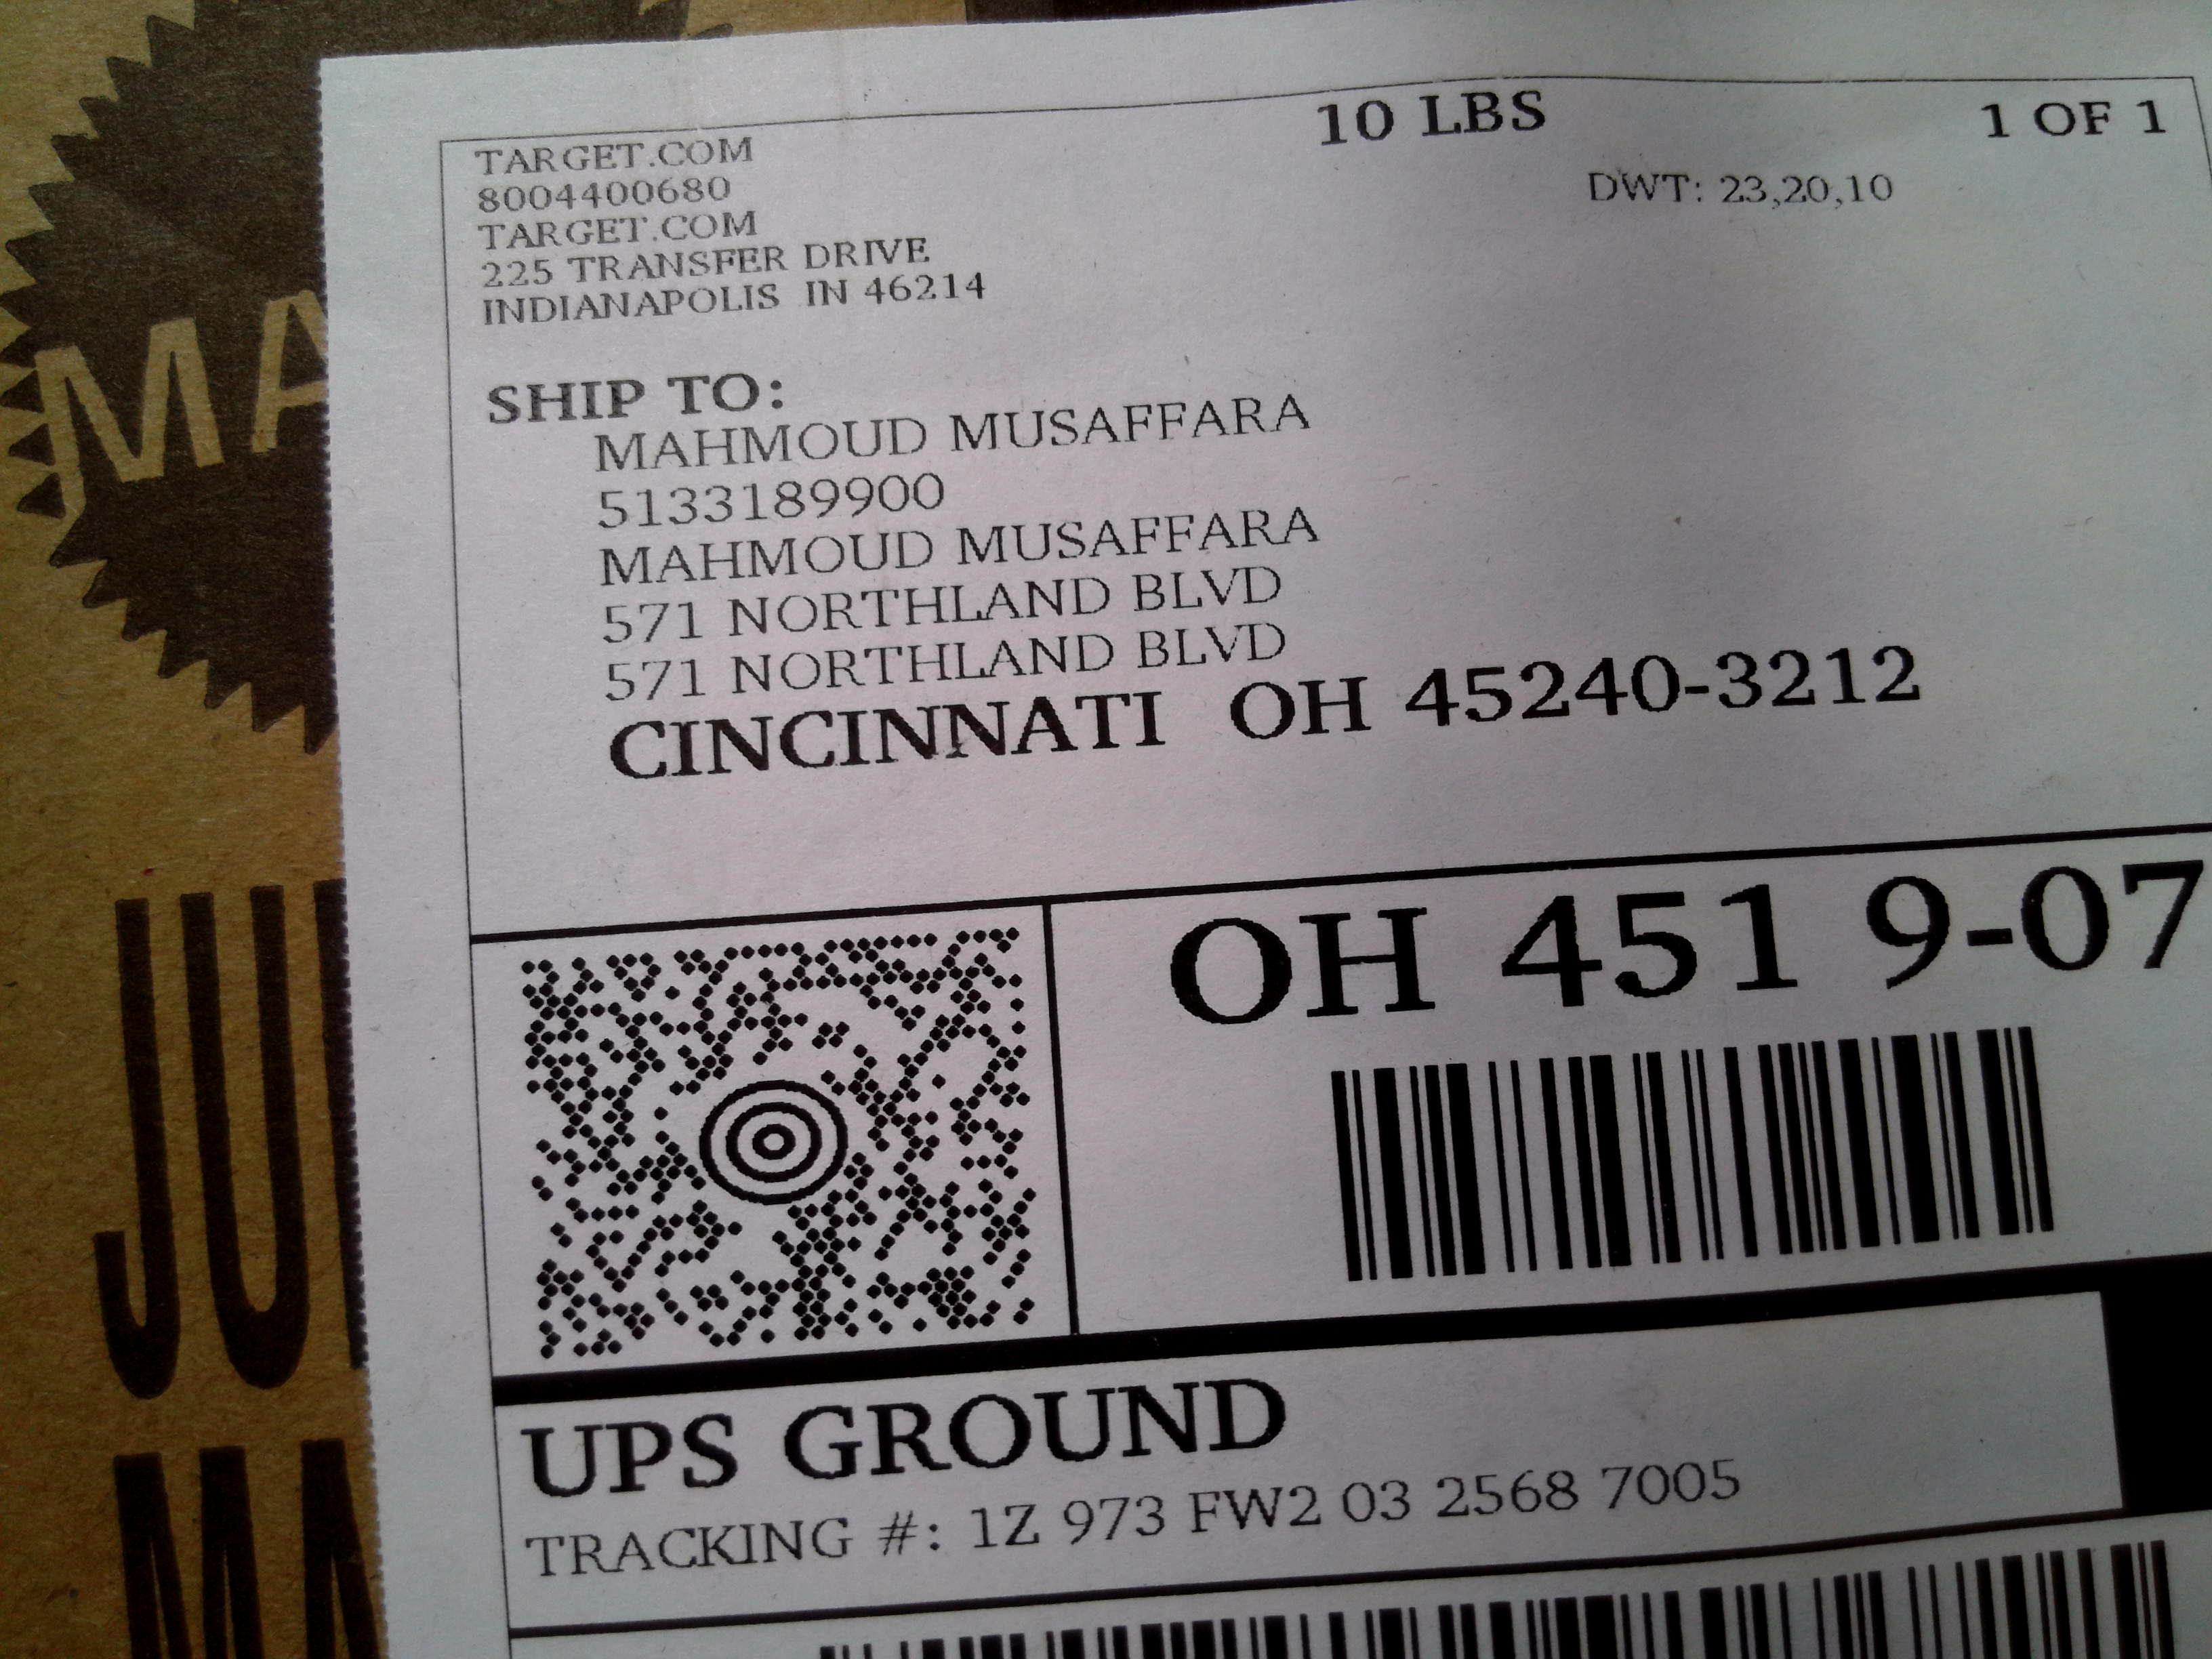 TARGET.COM
8004400680
TARGET.COM
225 TRANSFER DRIVE
INDIANAPOLIS IN 46214
10 LBS
1 OF 1
DWT: 23,20,10
SHIP TO:
MAHMOUD MUSAFFARA
5133189900
MAHMOUD MUSAFFARA
571 NORTHLAND BLVD
571 NORTHLAND BLVD
CINCINNATI OH 45240-3212
OH 451 9-07
UPS GROUND
TRACKING #: 1Z 973 FW2 03 2568 7005